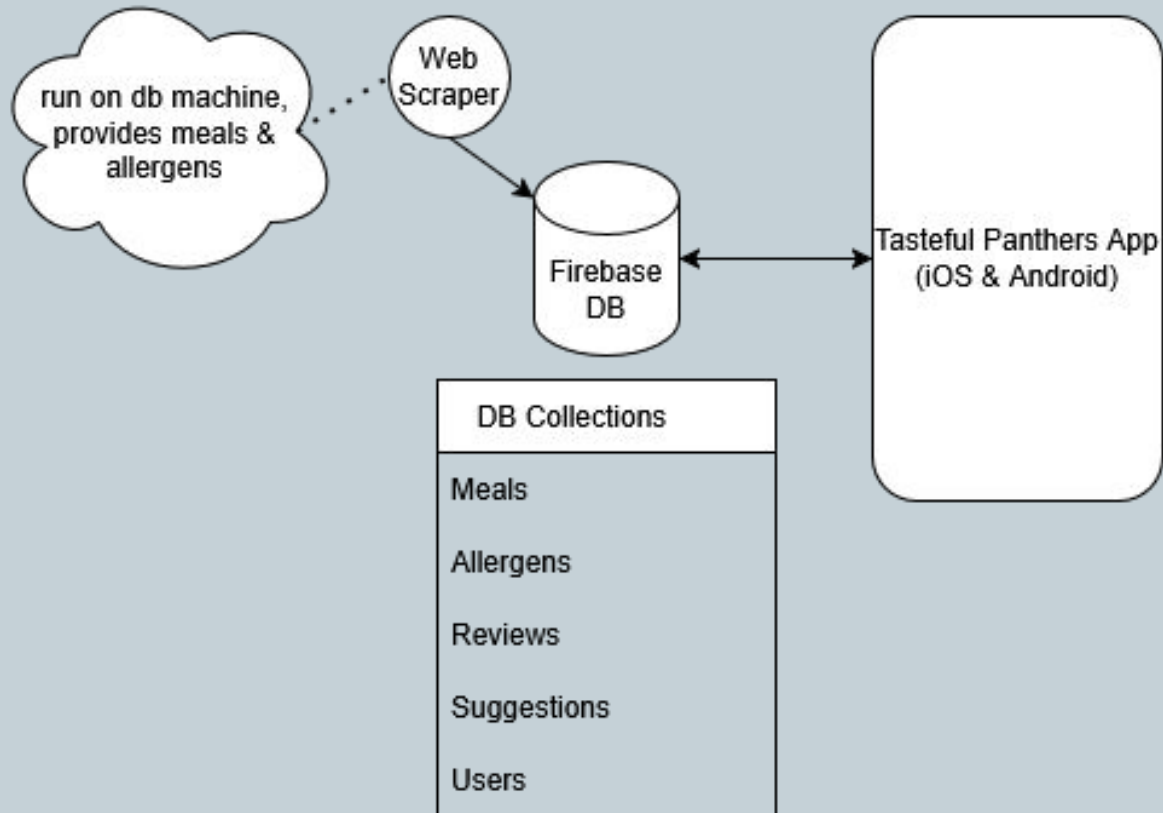 run on db machine,
provides meals &
allergens
Web
Scraper
Firebase
DB
Tasteful Panthers App
(iOS & Android)
DB Collections
Meals
Allergens
Reviews
Suggestions
Users